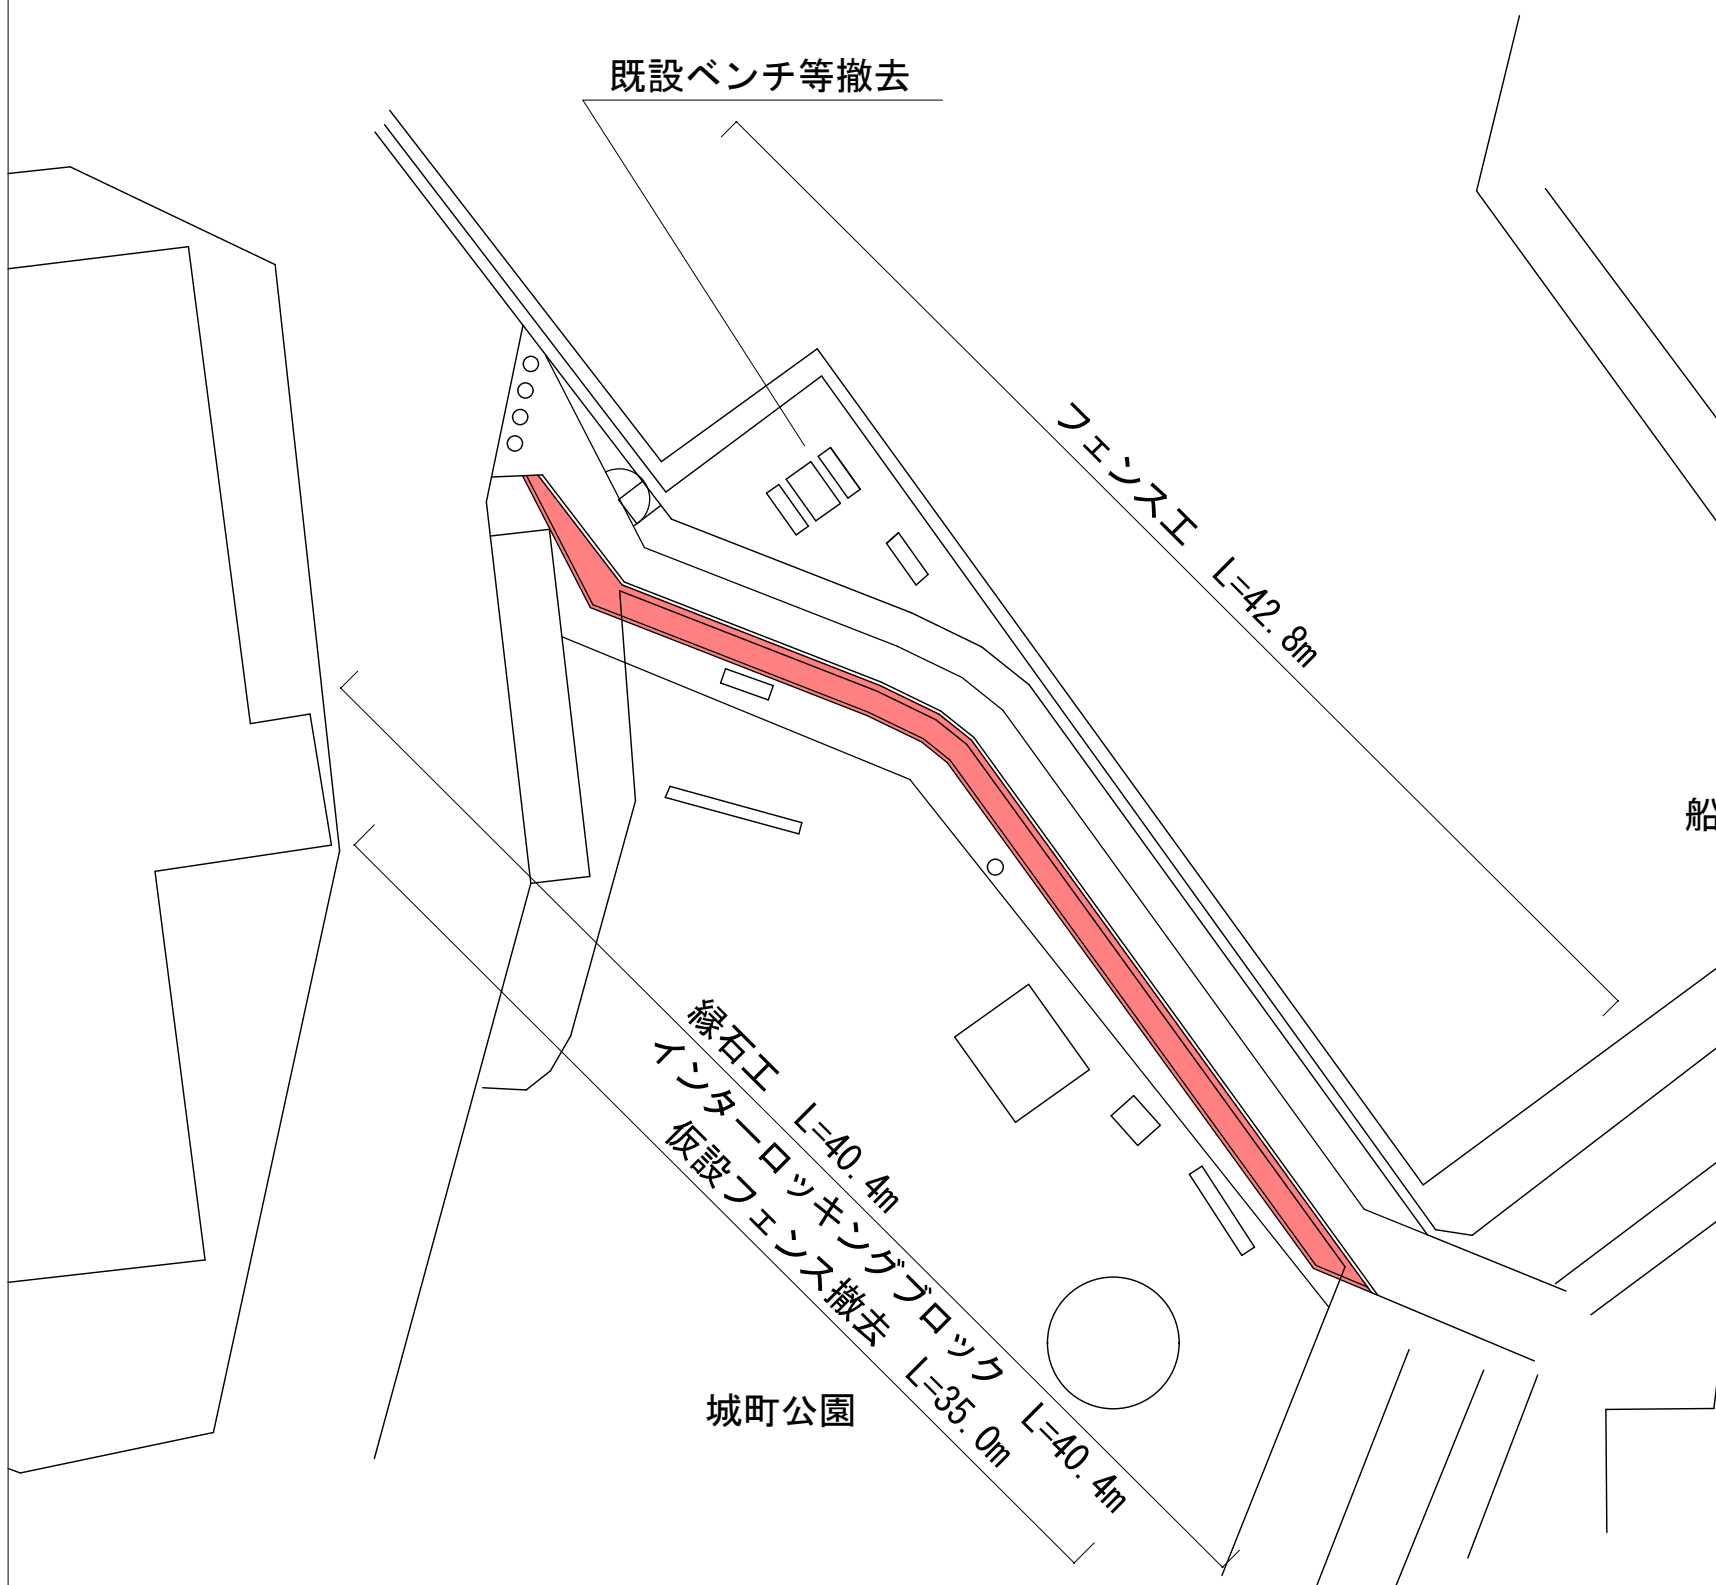 既設ベンチ等撤去
フェンス工　L=42.8m
船
縁石工　L=40.4m
インターロッキングブロック　L=40.4m
仮設フェンス撤去　L=35.0m
城町公園